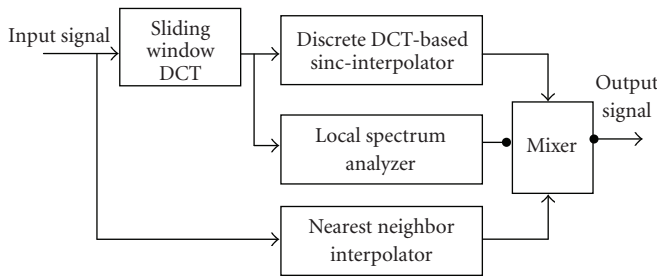 Input signal
Sliding
window
DCT
Discrete DCT-based
sinc-interpolator
Local spectrum
analyzer
Nearest neighbor
interpolator
Mixer
Output
signal